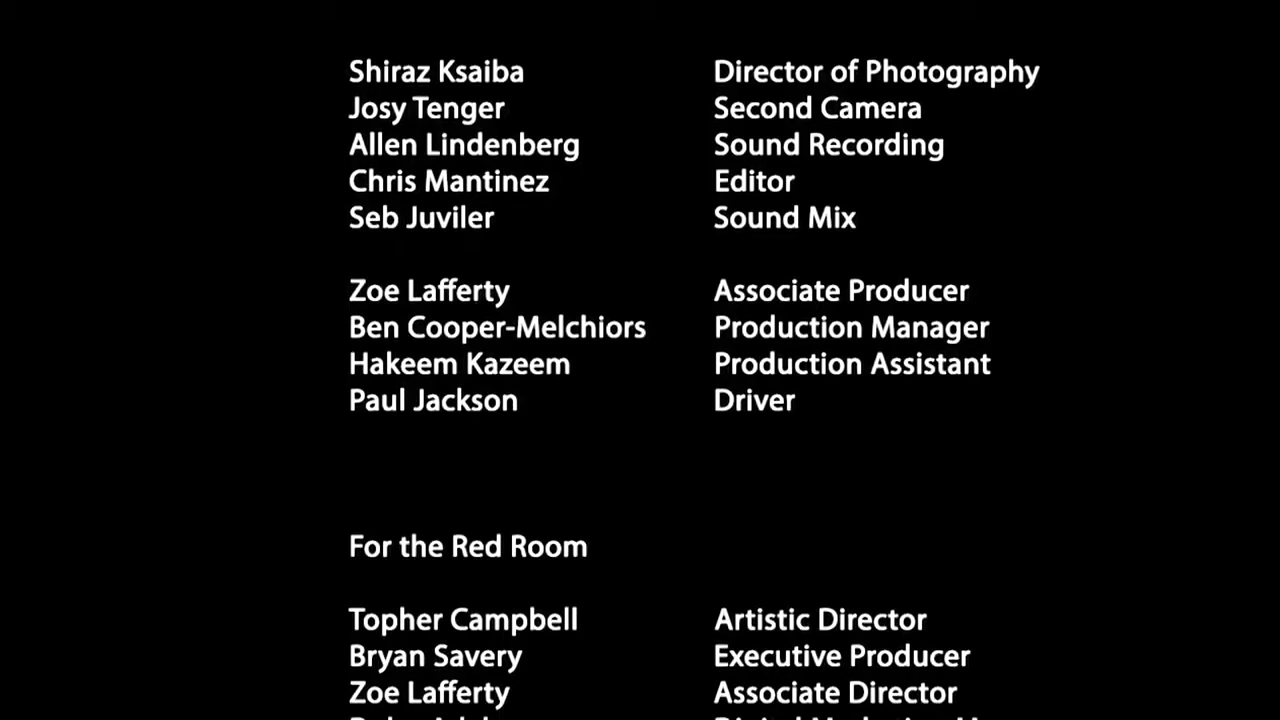 Shiraz Ksaiba Director of Photography
Josy Tenger Second Camera
Allen Lindenberg Sound Recording
Chris Mantinez Editor
Seb Juviler Sound Mix
Zoe Lafferty Associate Producer
Ben Cooper-Melchiors Production Manager
Hakeem Kazeem Production Assistant
Paul Jackson Driver
For the Red Room
Topher Campbell Artistic Director
Bryan Savery Executive Producer
Zoe Lafferty Associate Director